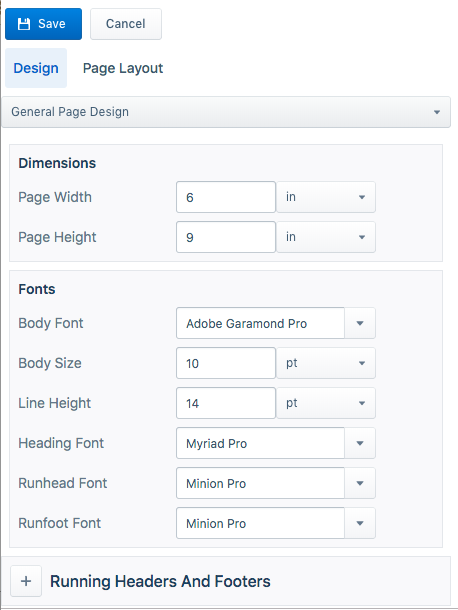 Save Cancel
Design Page Layout
General Page Design
Dimensions
Page Width 6 in
Page Height 9 in
Fonts
Body Font Adobe Garamond Pro
Body Size 10 pt
Line Height 14 pt
Heading Font Myriad Pro
Runhead Font Minion Pro
Runfoot Font Minion Pro
+ Running Headers And Footers